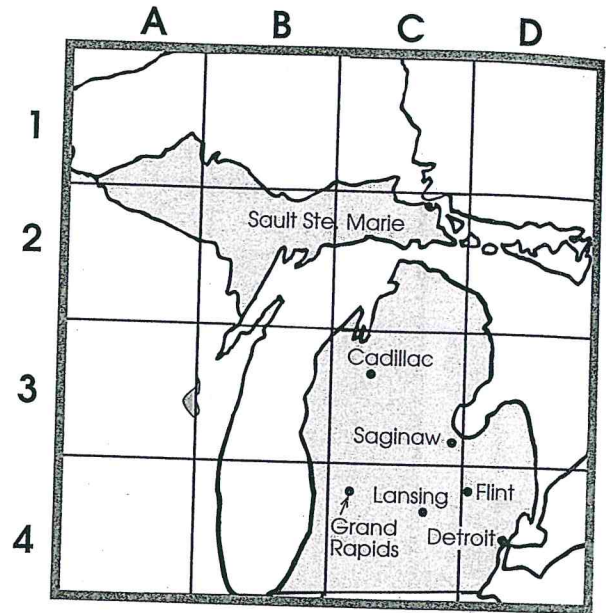 A B C D
1
2
3
4
Sault Ste. Marie
Cadillac
Saginaw
Lansing
Flint
Grand
Rapids
Detroit